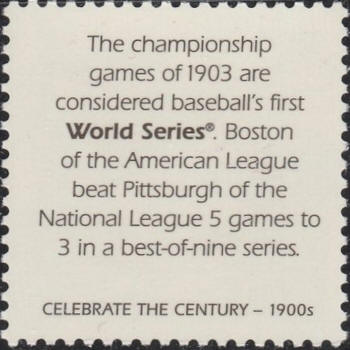 The championship
games of 1903 are
considered baseball's first
World Series®. Boston
of the American League
beat Pittsburgh of the
National League 5 games to
3 in a best-of-nine series.
CELEBRATE THE CENTURY – 1900s